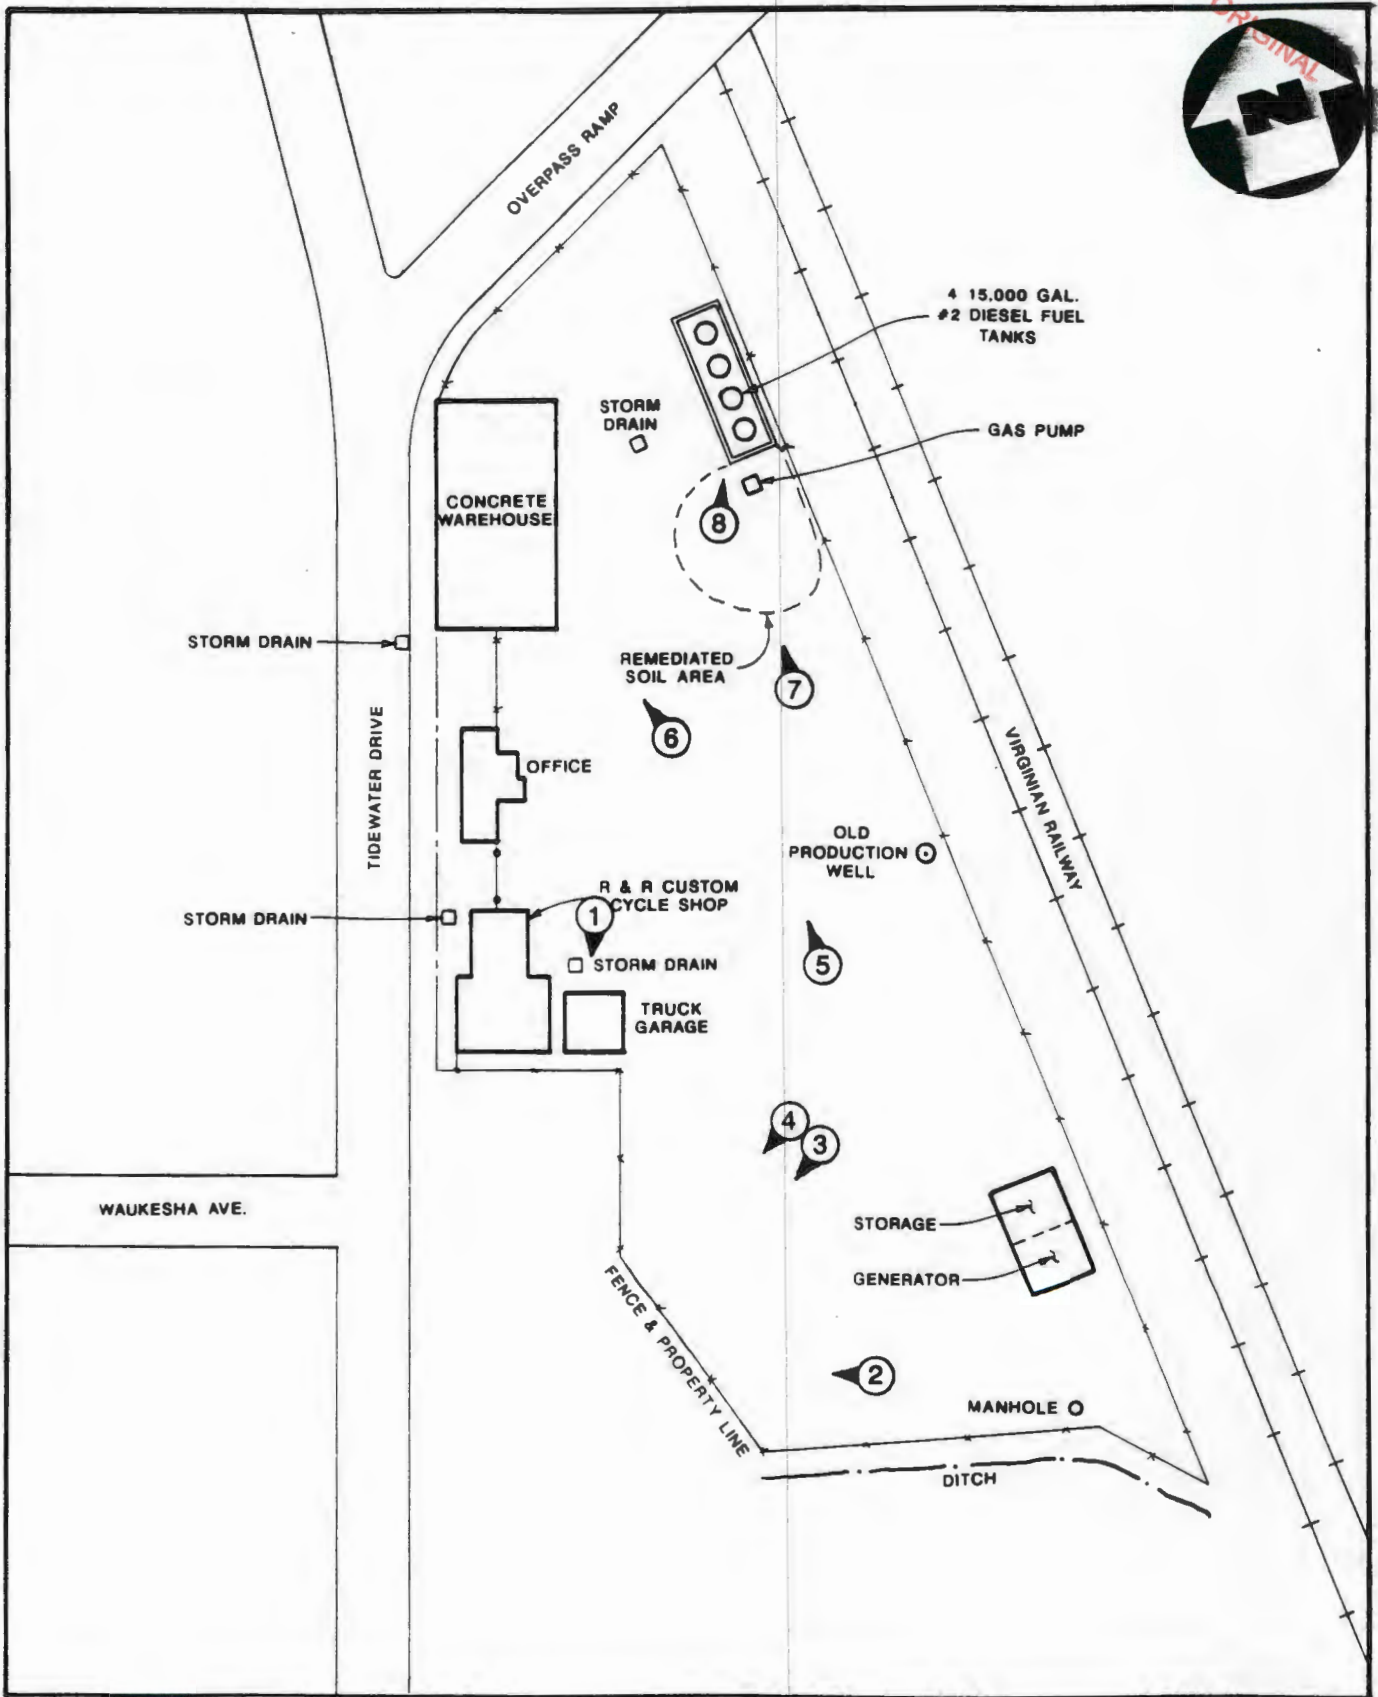 ORIGINAL
N
OVERPASS RAMP
4 15,000 GAL.
#2 DIESEL FUEL
TANKS
STORM
DRAIN
GAS PUMP
CONCRETE
WAREHOUSE
8
STORM DRAIN
REMEDIATED
SOIL AREA
7
6
TIDEWATER DRIVE
OFFICE
VIRGINIAN RAILWAY
OLD
PRODUCTION
WELL
R & R CUSTOM
CYCLE SHOP
1
STORM DRAIN
5
STORM DRAIN
TRUCK
GARAGE
4
3
WAUKESHA AVE.
STORAGE
GENERATOR
FENCE & PROPERTY LINE
2
MANHOLE
DITCH